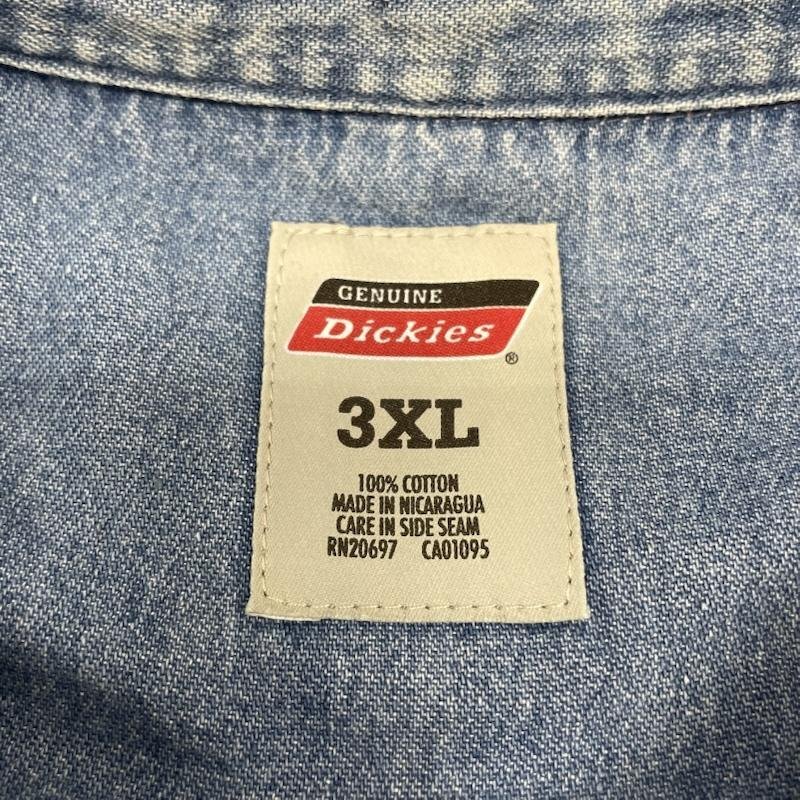 GENUINE
Dickies
®
3XL
100% COTTON
MADE IN NICARAGUA
CARE IN SIDE SEAM
RN20697 CA01095